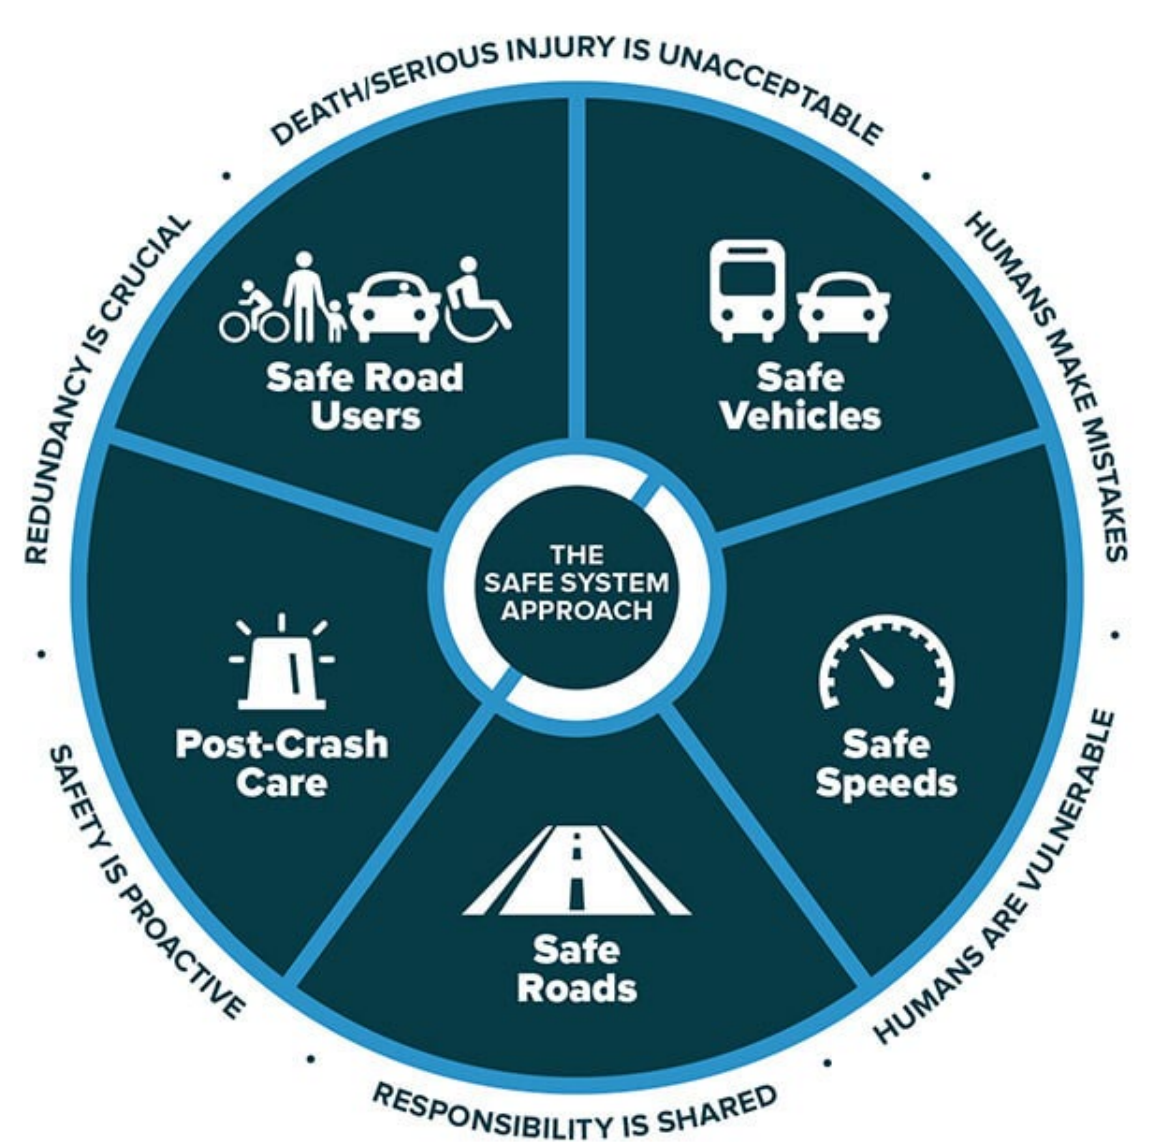 DEATH/SERIOUS INJURY IS UNACCEPTABLE
HUMANS MAKE MISTAKES
HUMANS ARE VULNERABLE
RESPONSIBILITY IS SHARED
SAFETY IS PROACTIVE
REDUNDANCY IS CRUCIAL
Safe Road
Users
Safe
Vehicles
THE
SAFE SYSTEM
APPROACH
Post-Crash
Care
Safe
Speeds
Safe
Roads